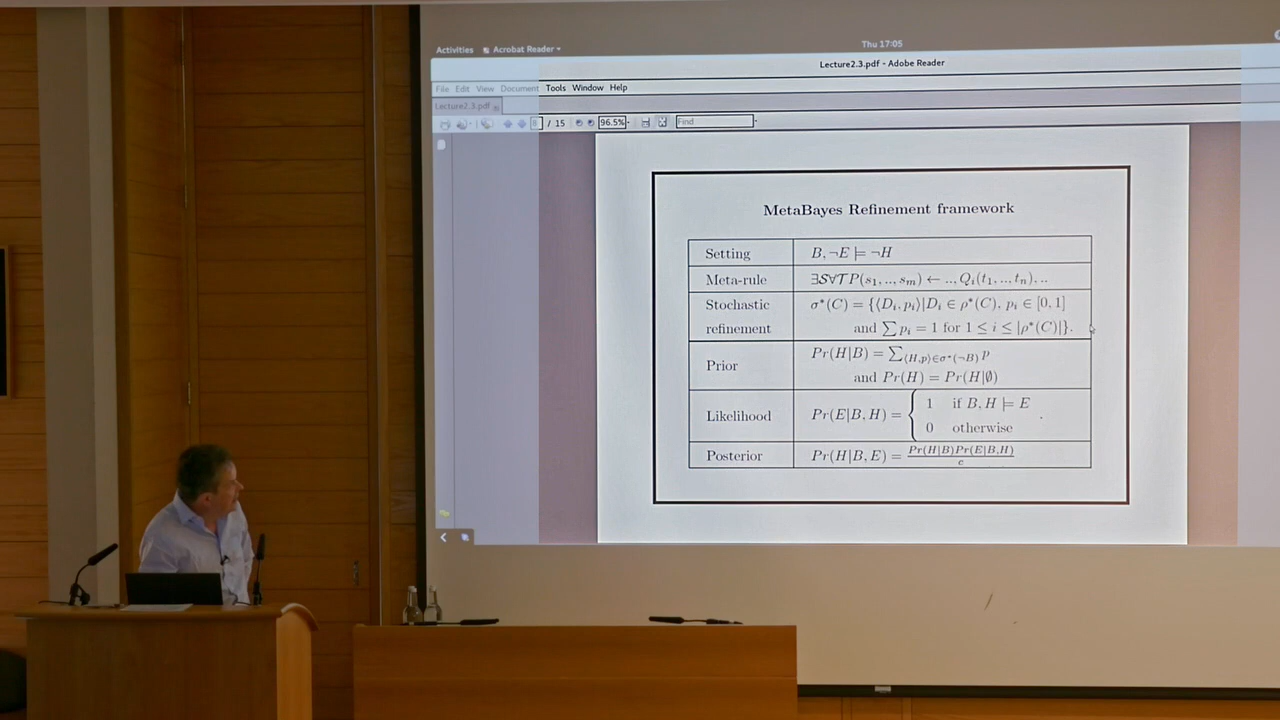 Activities Acrobat Reader Thu 17:05
Lecture2.3.pdf - Adobe Reader
File Edit View Document Tools Window Help
Lecture2.3.pdf
/ 15 96.5% Find
MetaBayes Refinement framework
Setting B, ¬E ⊨ ¬H
Meta-rule ∃𝒮∀𝒯 P(s₁, .., sₘ) ← .., Qᵢ(t₁, .., tₙ), ..
Stochastic σ*(C) = {⟨Dᵢ, pᵢ⟩|Dᵢ ∈ ρ*(C), pᵢ ∈ [0, 1]
refinement and ∑ pᵢ = 1 for 1 ≤ i ≤ |ρ*(C)|}.
Prior Pr(H|B) = ∑_{⟨H,p⟩∈σ*(¬B)} p
and Pr(H) = Pr(H|∅)
Likelihood Pr(E|B, H) = { 1 if B, H ⊨ E
0 otherwise .
Posterior Pr(H|B, E) = Pr(H|B)Pr(E|B,H) / c